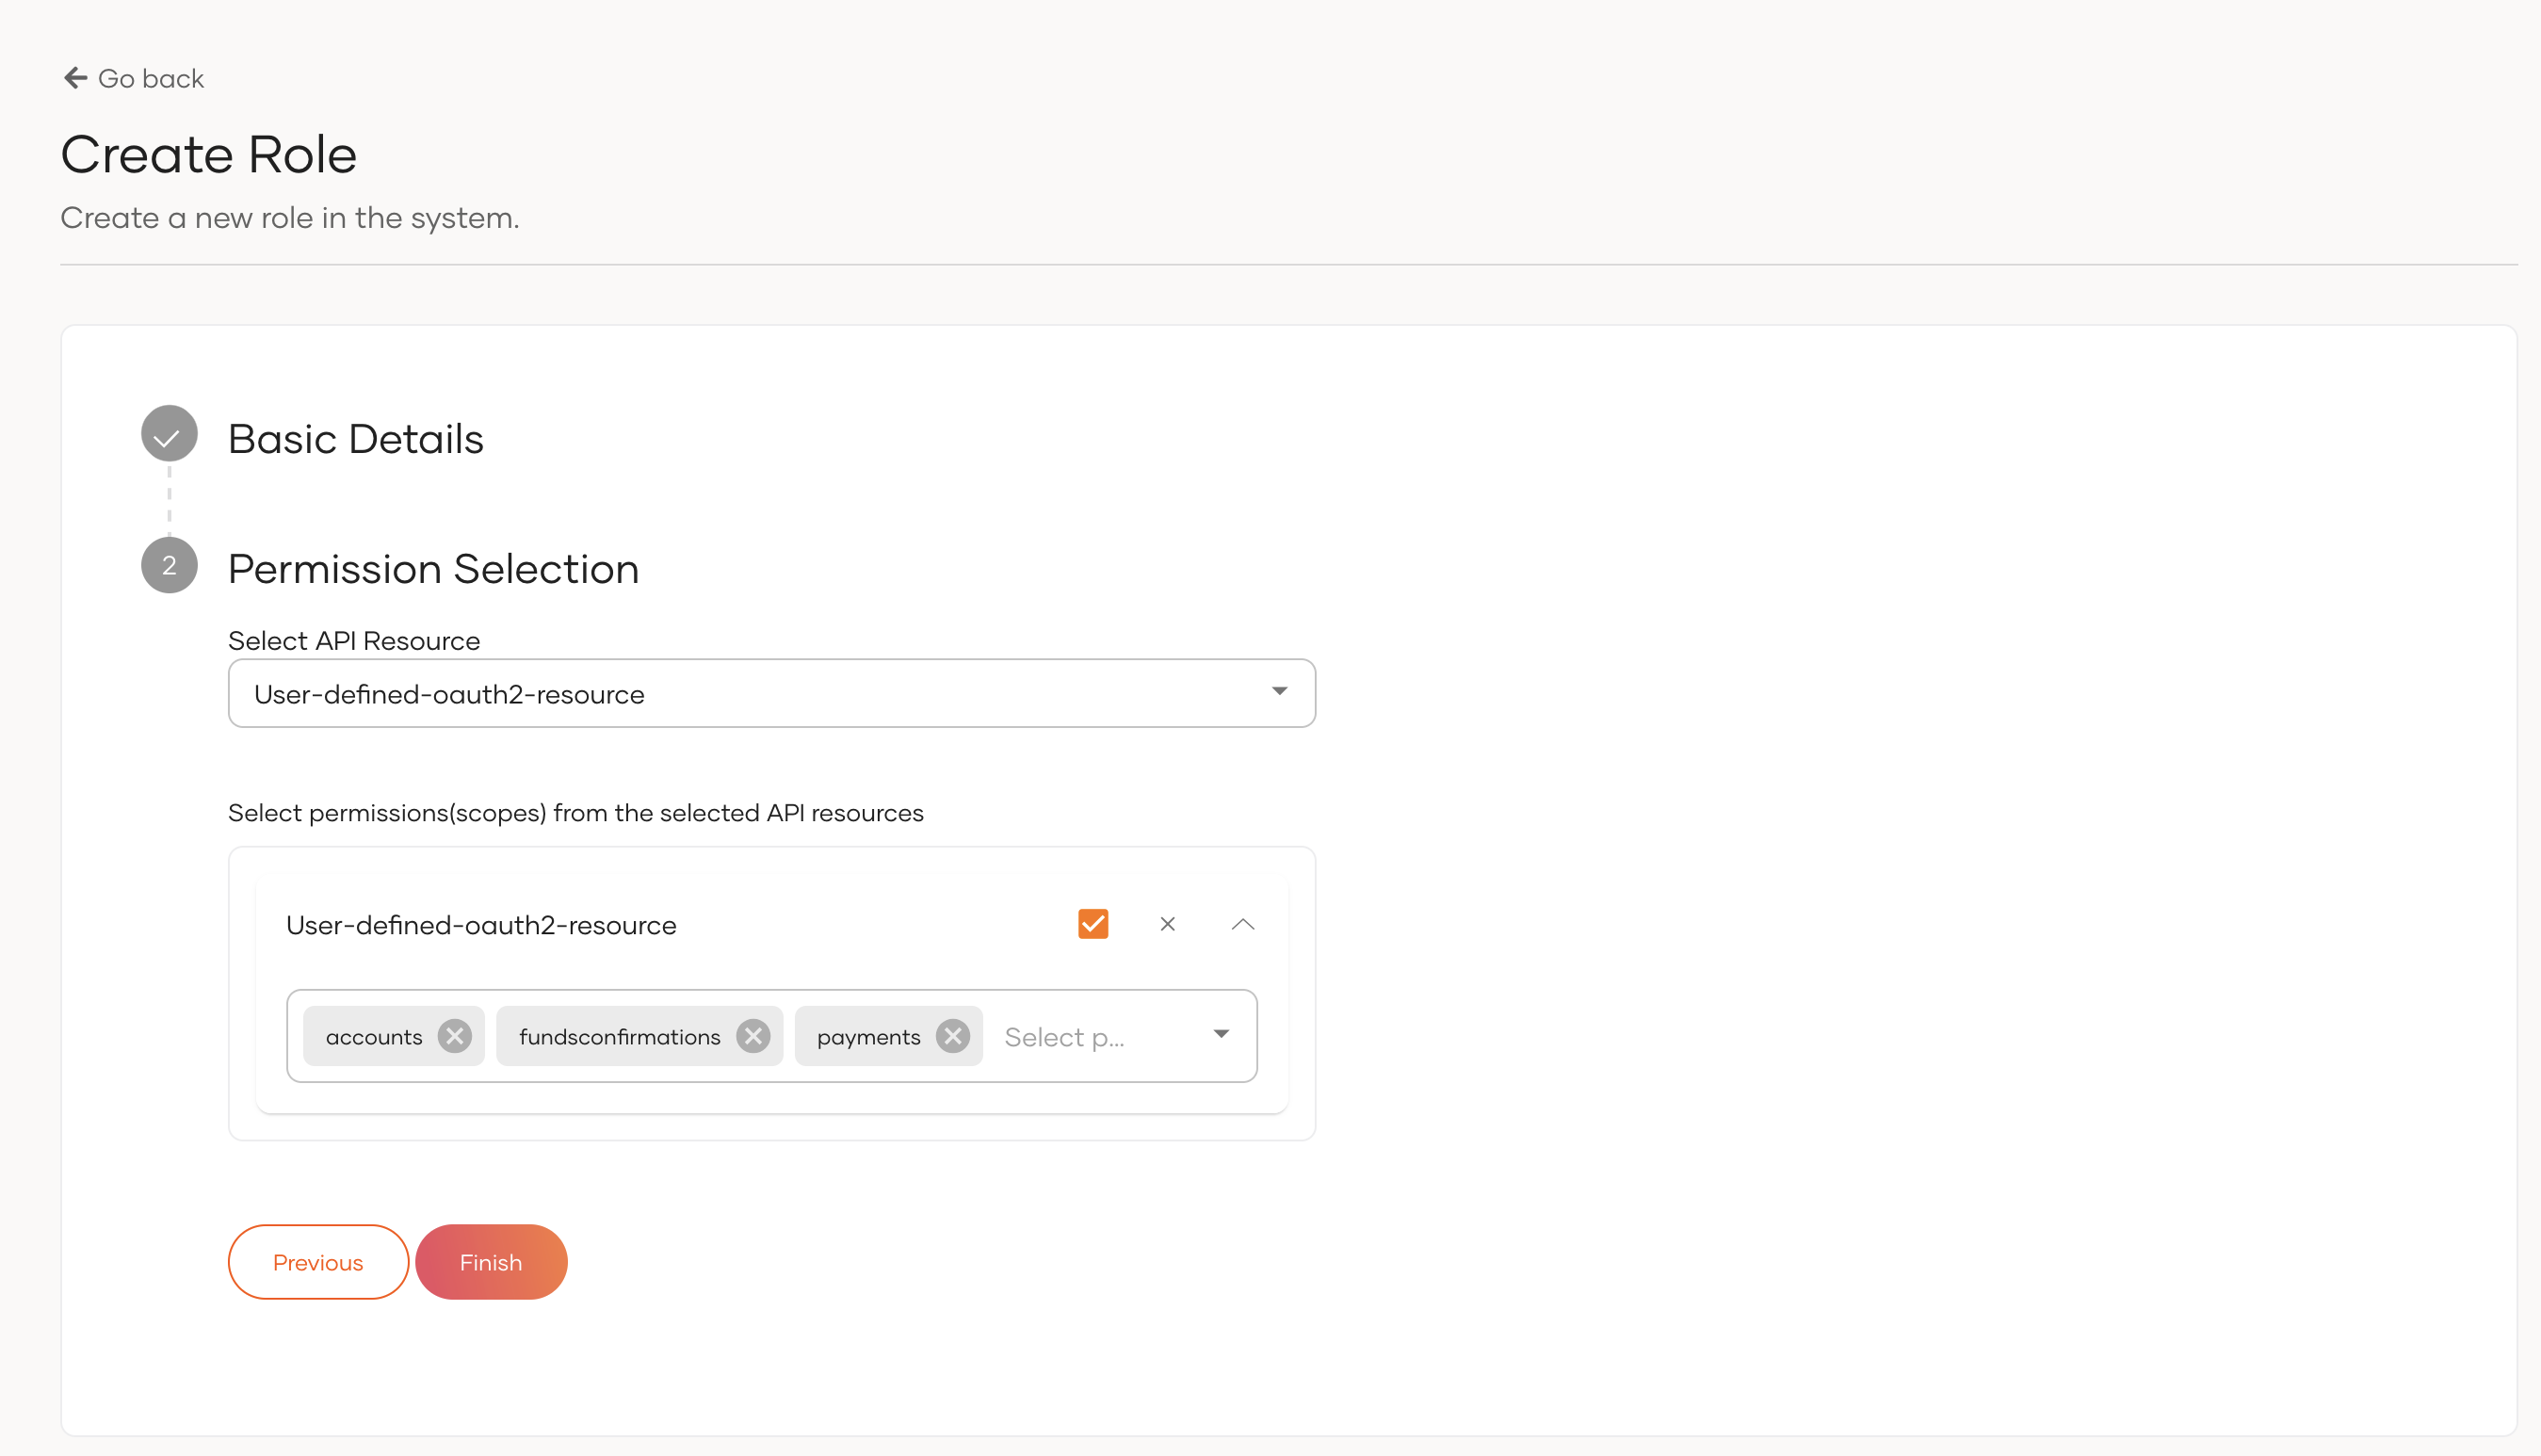 Go back
Create Role
Create a new role in the system.
Basic Details
2 Permission Selection
Select API Resource
User-defined-oauth2-resource
Select permissions(scopes) from the selected API resources
User-defined-oauth2-resource
accounts fundsconfirmations payments Select p...
Previous Finish